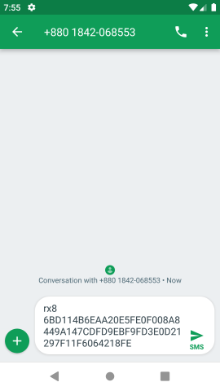 7:55
+880 1842-068553
Conversation with +880 1842-068553 • Now
rx8
6BD114B6EAA20E5FE0F008A8
449A147CDFD9EBF9FD3E0D21
297F11F6064218FE
SMS